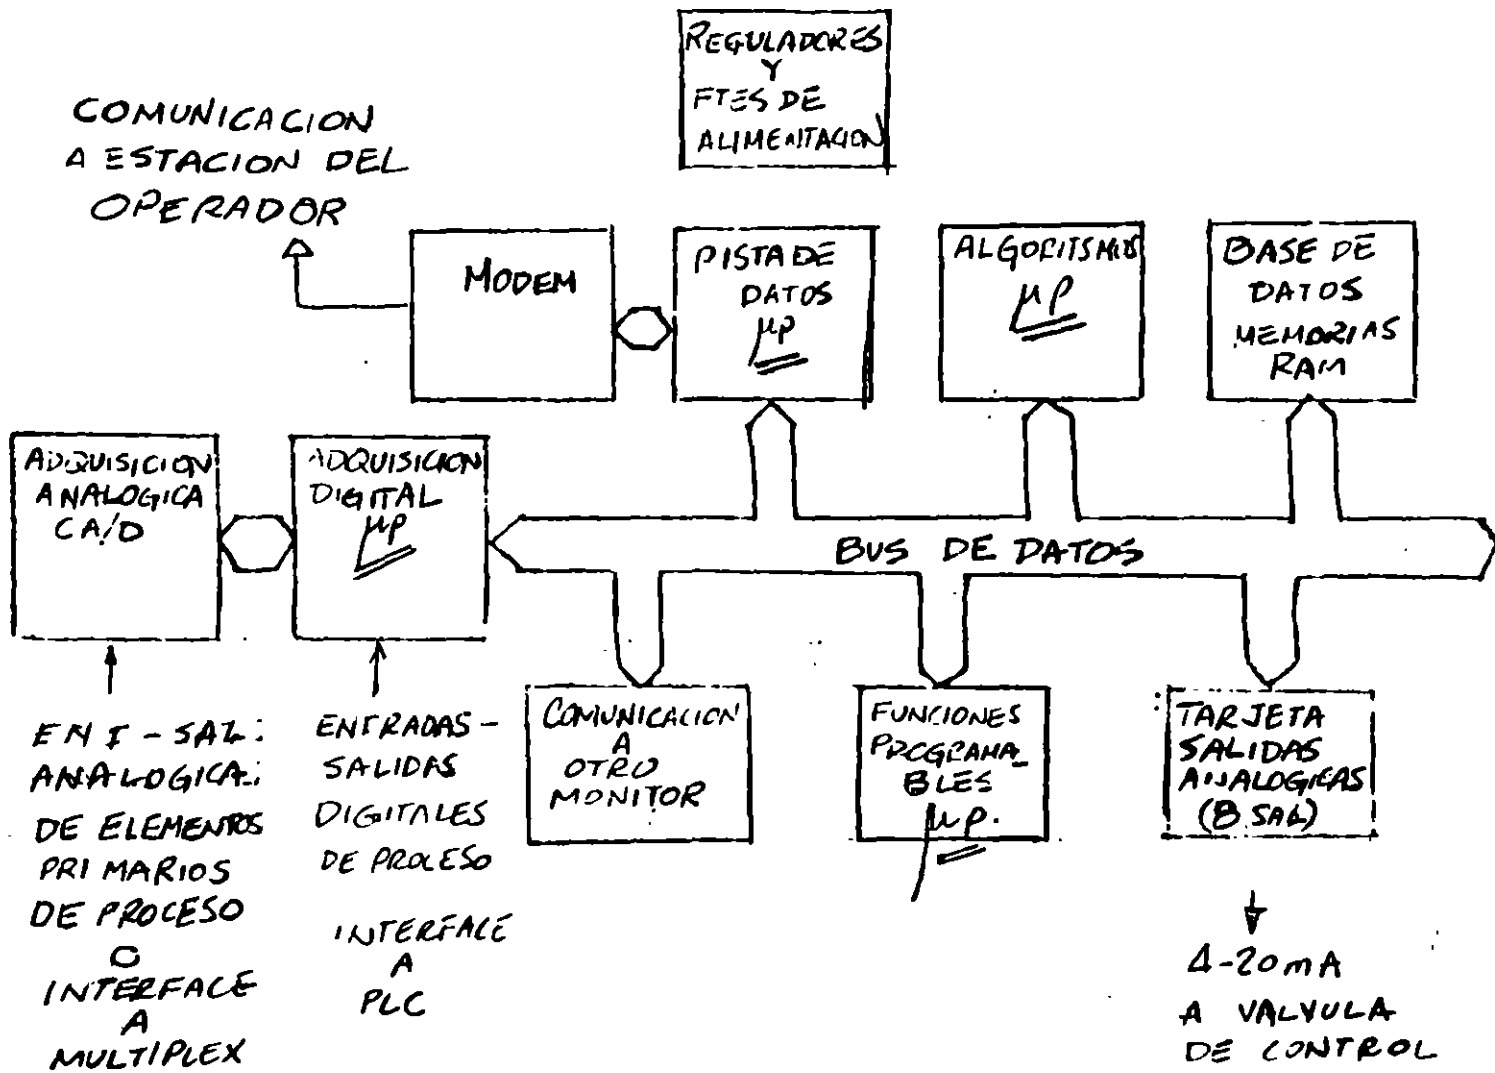 REGULADORES
Y
FTES DE
ALIMENTACION
COMUNICACION
A ESTACION DEL
OPERADOR
MODEM
PISTA DE
DATOS
μp
ALGORITSMOS
μp
BASE DE
DATOS
MEMORIAS
RAM
ADQUISICION
ANALOGICA
CA/D
ADQUISICION
DIGITAL
μp
BUS DE DATOS
ENT-SAL:
ANALOGICA:
DE ELEMENTOS
PRIMARIOS
DE PROCESO
O
INTERFACE
A
MULTIPLEX
ENTRADAS-
SALIDAS
DIGITALES
DE PROCESO
INTERFACE
A
PLC
COMUNICACION
A
OTRO
MONITOR
FUNCIONES
PROGRAMA_
BLES
μp.
TARJETA
SALIDAS
ANALOGICAS
(8 SAL)
4-20mA
A VALVULA
DE CONTROL